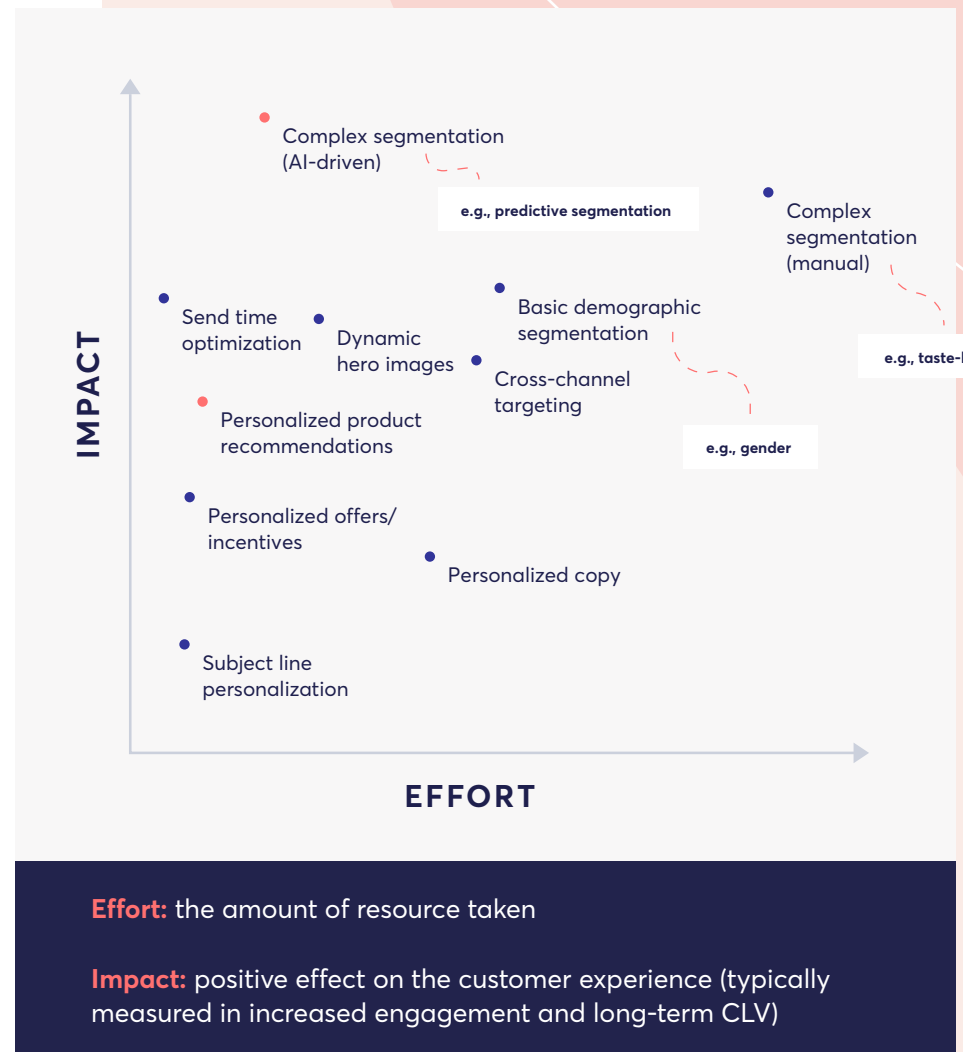 Complex segmentation
(AI-driven)
e.g., predictive segmentation
Complex
segmentation
(manual)
Send time
optimization
Dynamic
hero images
Basic demographic
segmentation
e.g., taste-
Cross-channel
targeting
IMPACT
Personalized product
recommendations
e.g., gender
Personalized offers/
incentives
Personalized copy
Subject line
personalization
EFFORT
Effort: the amount of resource taken
Impact: positive effect on the customer experience (typically
measured in increased engagement and long-term CLV)